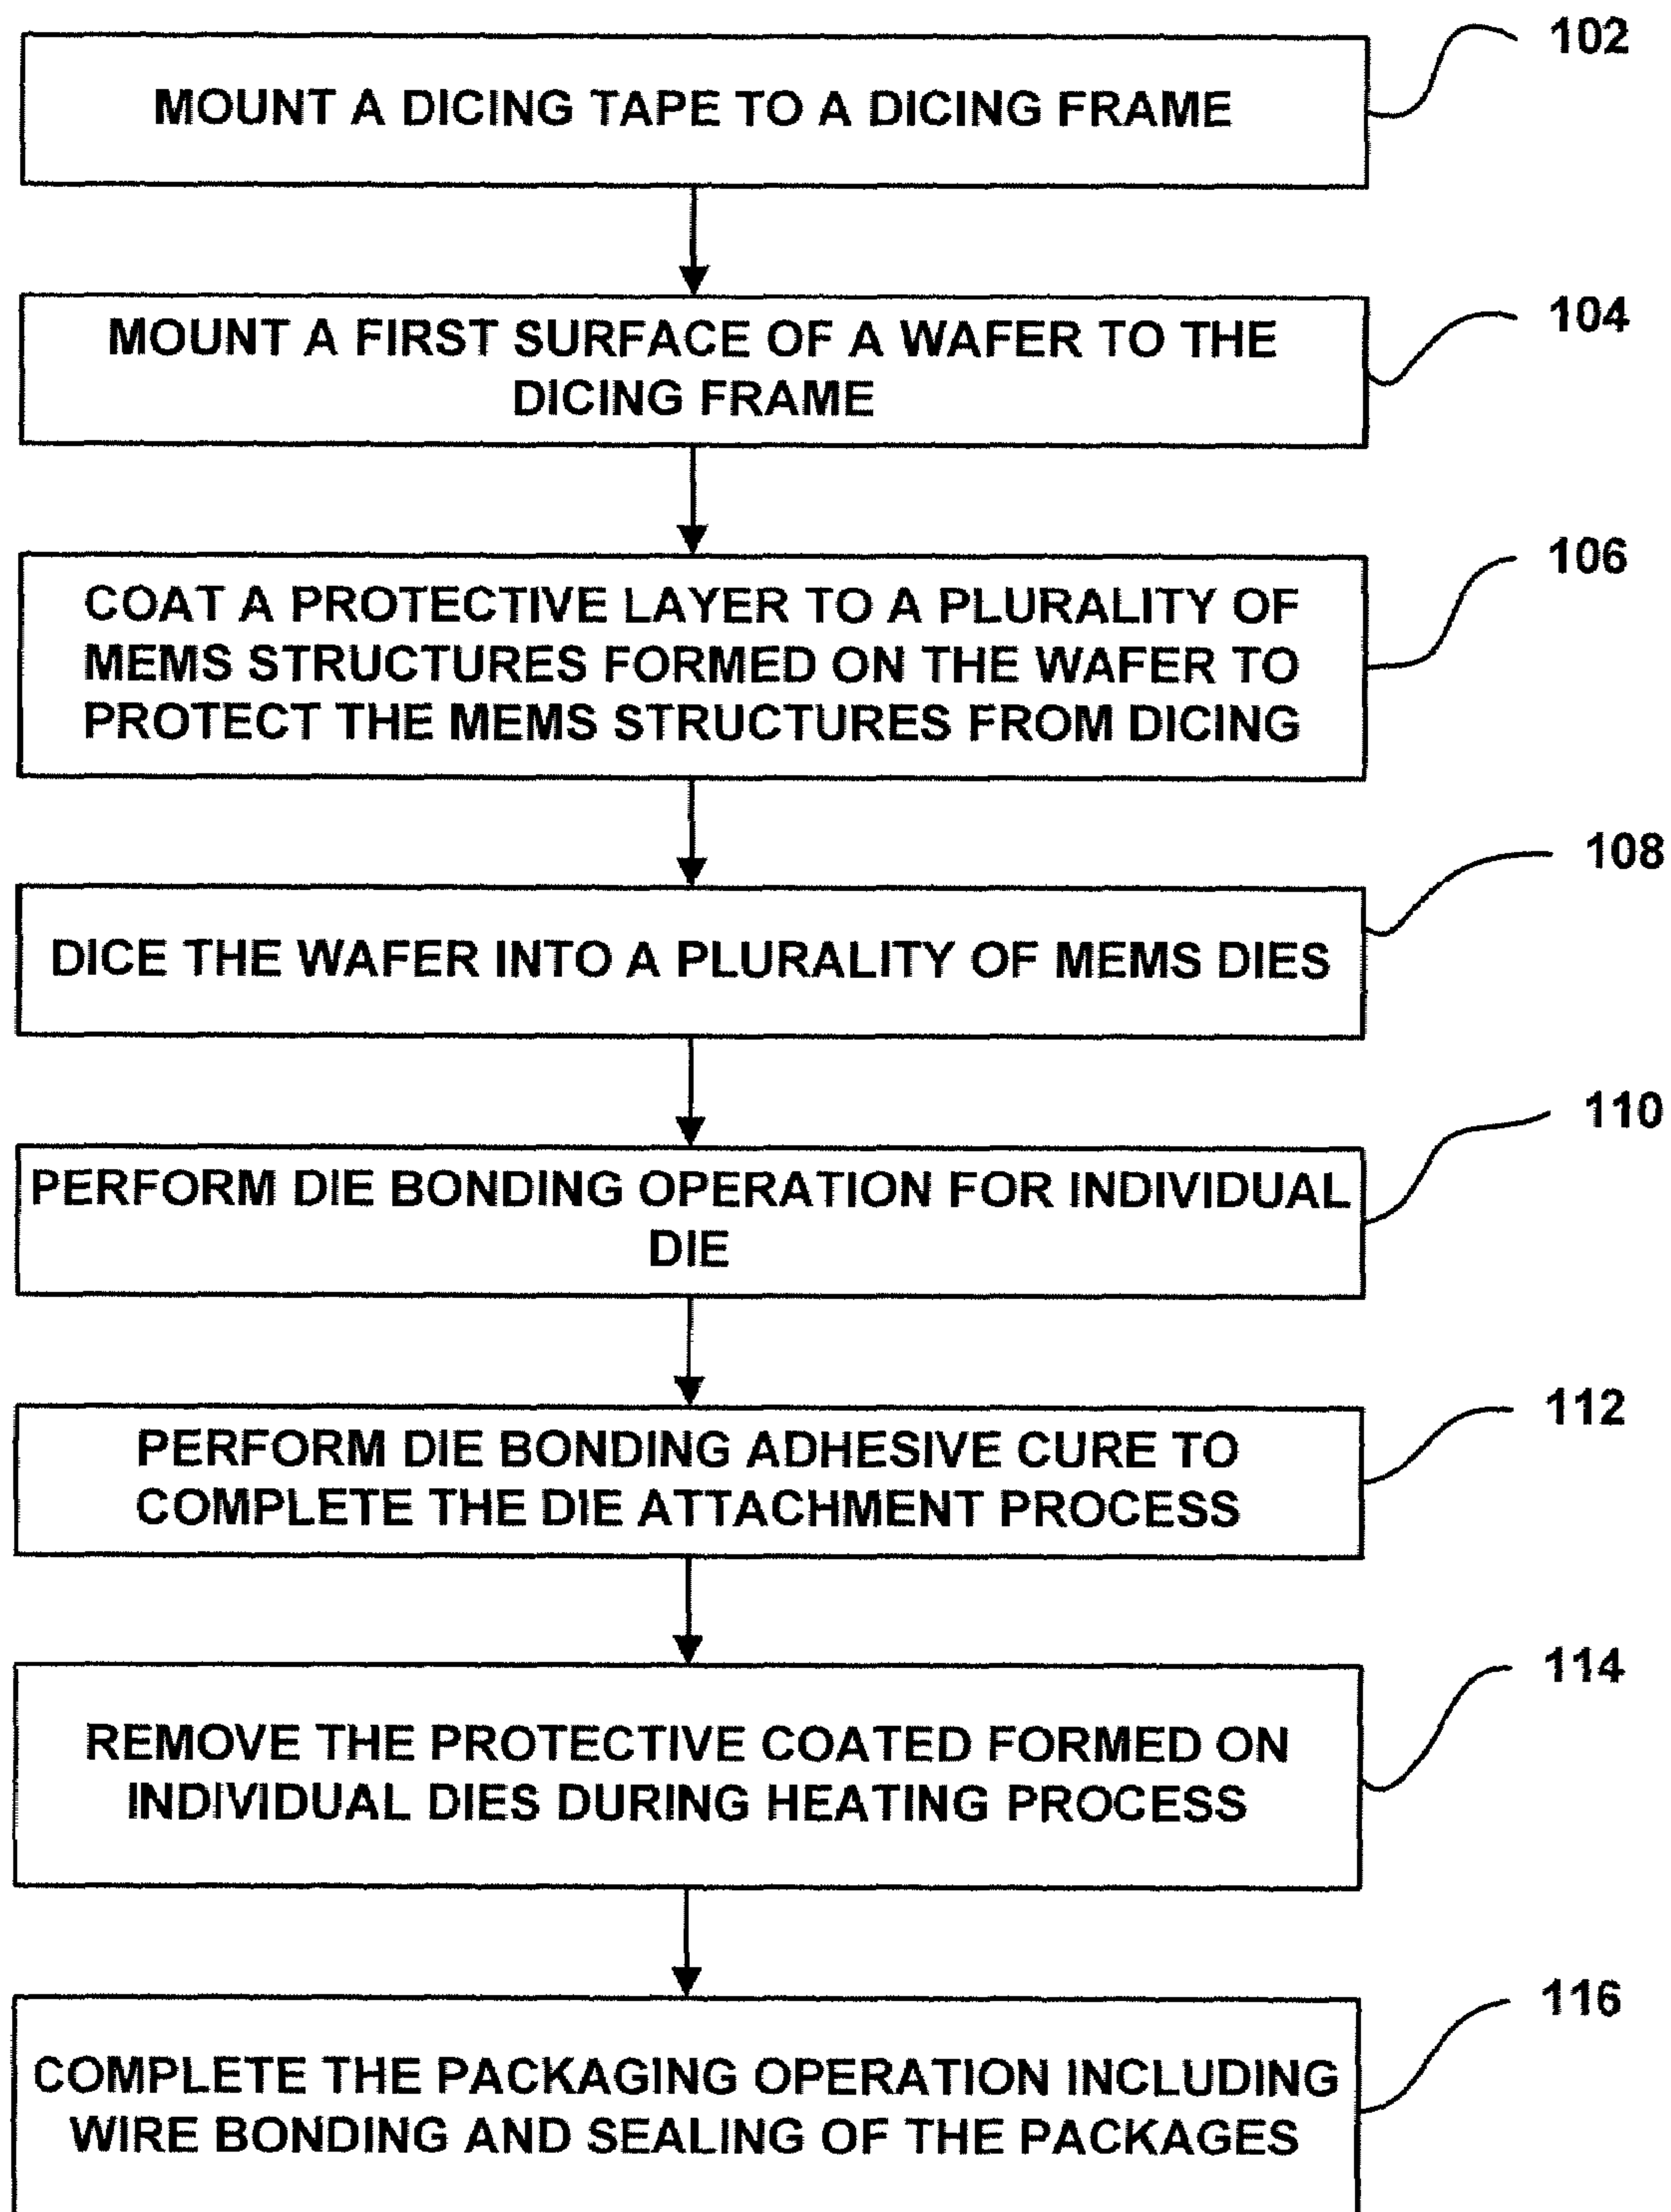 102
MOUNT A DICING TAPE TO A DICING FRAME
104
MOUNT A FIRST SURFACE OF A WAFER TO THE
DICING FRAME
106
COAT A PROTECTIVE LAYER TO A PLURALITY OF
MEMS STRUCTURES FORMED ON THE WAFER TO
PROTECT THE MEMS STRUCTURES FROM DICING
108
DICE THE WAFER INTO A PLURALITY OF MEMS DIES
110
PERFORM DIE BONDING OPERATION FOR INDIVIDUAL
DIE
112
PERFORM DIE BONDING ADHESIVE CURE TO
COMPLETE THE DIE ATTACHMENT PROCESS
114
REMOVE THE PROTECTIVE COATED FORMED ON
INDIVIDUAL DIES DURING HEATING PROCESS
116
COMPLETE THE PACKAGING OPERATION INCLUDING
WIRE BONDING AND SEALING OF THE PACKAGES